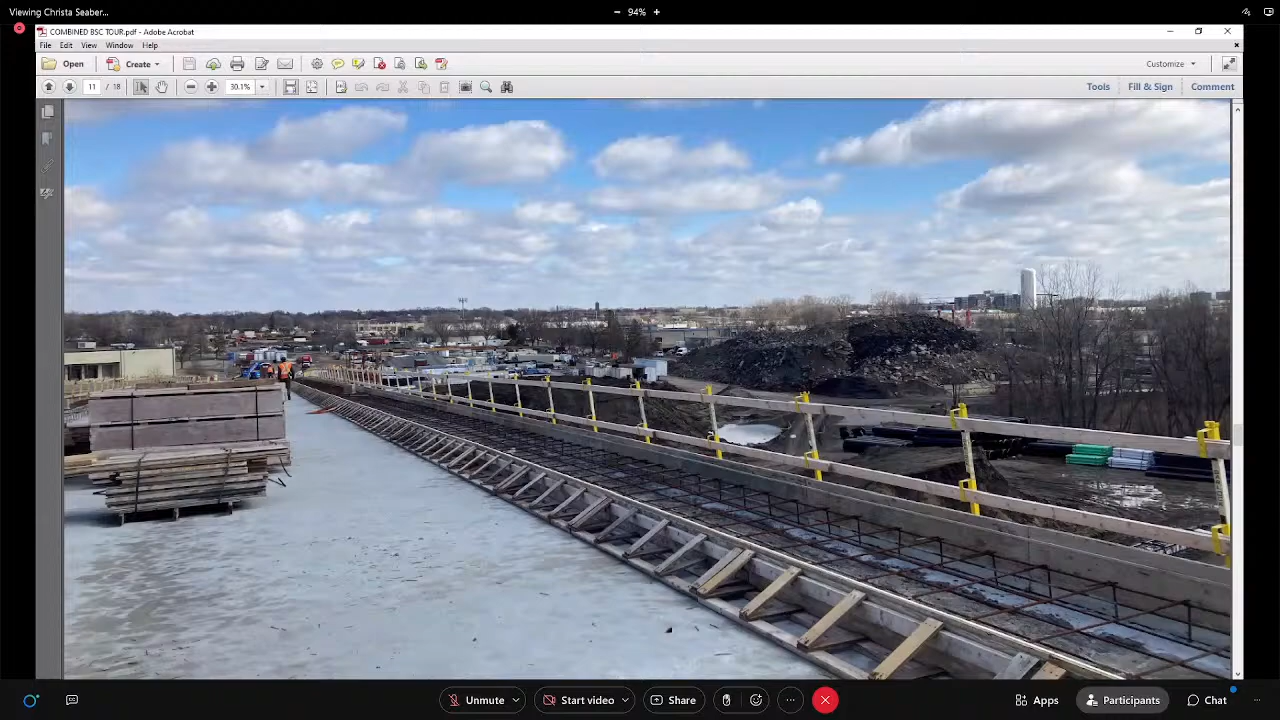 Viewing Christa Seaber...
94%
COMBINED BSC TOUR.pdf - Adobe Acrobat
File Edit View Window Help
Open Create Customize
11 / 18 30.1% Tools Fill & Sign Comment
Unmute Start video Share Apps Participants Chat